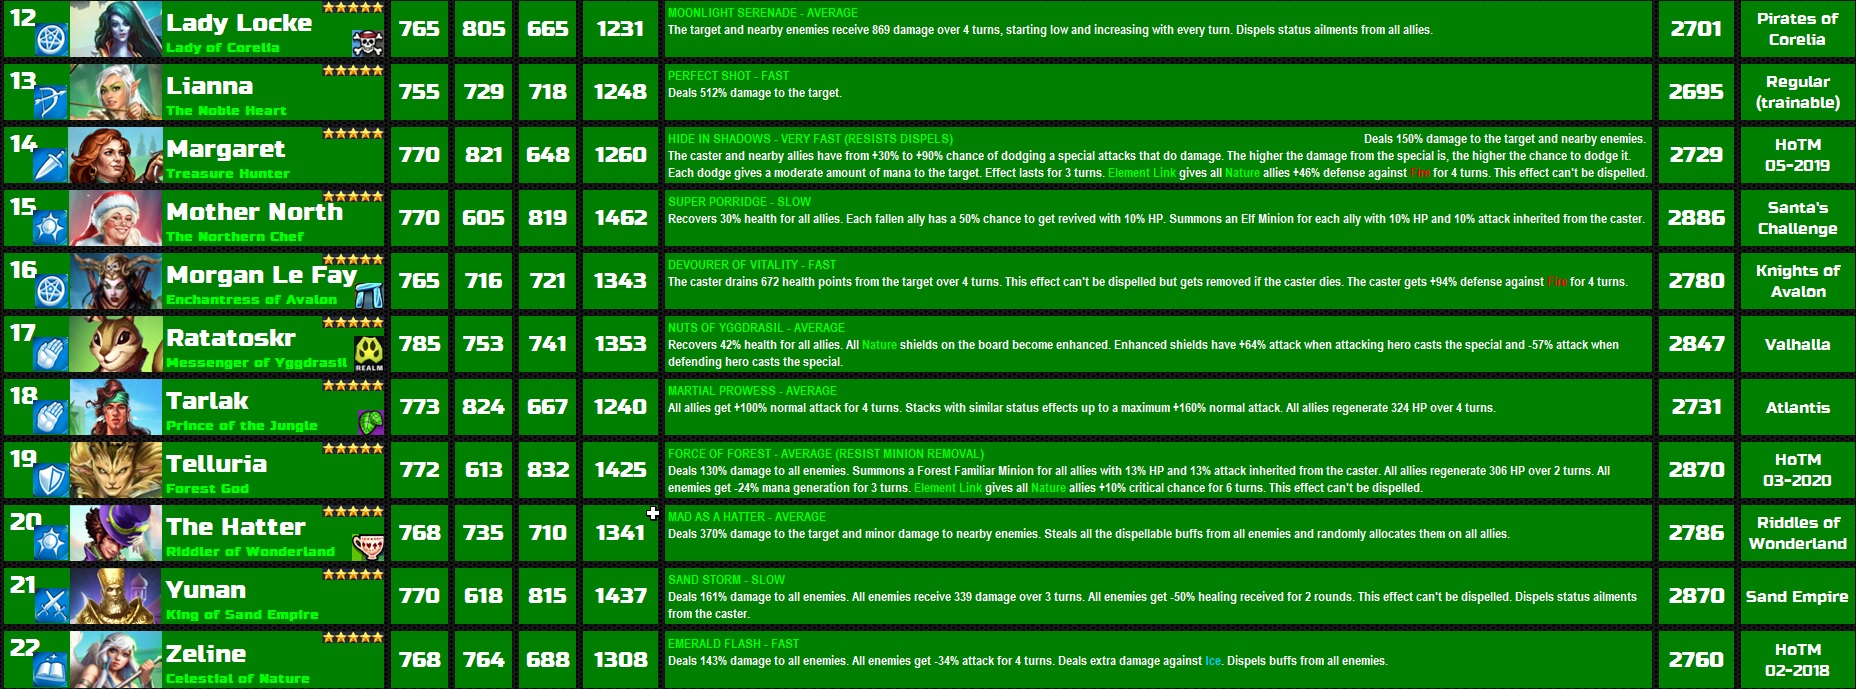 12 Lady Locke 765 805 665 1231 MOONLIGHT SERENADE - AVERAGE 2701 Pirates of
Lady of Corelia The target and nearby enemies receive 869 damage over 4 turns, starting low and increasing with every turn. Dispels status ailments from all allies. Corelia
13 Lianna 755 729 718 1248 PERFECT SHOT - FAST 2695 Regular
The Noble Heart Deals 512% damage to the target. (trainable)
14 Margaret 770 821 648 1260 HIDE IN SHADOWS - VERY FAST (RESISTS DISPELS) Deals 150% damage to the target and nearby enemies. 2729 HoTM
Treasure Hunter The caster and nearby allies have from +30% to +90% chance of dodging a special attacks that do damage. The higher the damage from the special is, the higher the chance to dodge it. 05-2019
Each dodge gives a moderate amount of mana to the target. Effect lasts for 3 turns. Element Link gives all Nature allies +46% defense against Fire for 4 turns. This effect can't be dispelled.
15 Mother North 770 605 819 1462 SUPER PORRIDGE - SLOW 2886 Santa's
The Northern Chef Recovers 30% health for all allies. Each fallen ally has a 50% chance to get revived with 10% HP. Summons an Elf Minion for each ally with 10% HP and 10% attack inherited from the caster. Challenge
16 Morgan Le Fay 765 716 721 1343 DEVOURER OF VITALITY - FAST 2780 Knights of
Enchantress of Avalon The caster drains 672 health points from the target over 4 turns. This effect can't be dispelled but gets removed if the caster dies. The caster gets +94% defense against Fire for 4 turns. Avalon
17 Ratatoskr 785 753 741 1353 NUTS OF YGGDRASIL - AVERAGE 2847 Valhalla
Messenger of Yggdrasil REALM Recovers 42% health for all allies. All Nature shields on the board become enhanced. Enhanced shields have +64% attack when attacking hero casts the special and -57% attack when
defending hero casts the special.
18 Tarlak 773 824 667 1240 MARTIAL PROWESS - AVERAGE 2731 Atlantis
Prince of the Jungle All allies get +100% normal attack for 4 turns. Stacks with similar status effects up to a maximum +160% normal attack. All allies regenerate 324 HP over 4 turns.
19 Telluria 772 613 832 1425 FORCE OF FOREST - AVERAGE (RESIST MINION REMOVAL) 2870 HoTM
Forest God Deals 130% damage to all enemies. Summons a Forest Familiar Minion for all allies with 13% HP and 13% attack inherited from the caster. All allies regenerate 306 HP over 2 turns. All 03-2020
enemies get -24% mana generation for 3 turns. Element Link gives all Nature allies +10% critical chance for 6 turns. This effect can't be dispelled.
20 The Hatter 768 735 710 1341 MAD AS A HATTER - AVERAGE 2786 Riddles of
Riddler of Wonderland Deals 370% damage to the target and minor damage to nearby enemies. Steals all the dispellable buffs from all enemies and randomly allocates them on all allies. Wonderland
21 Yunan 770 618 815 1437 SAND STORM - SLOW 2870 Sand Empire
King of Sand Empire Deals 161% damage to all enemies. All enemies receive 339 damage over 3 turns. All enemies get -50% healing received for 2 rounds. This effect can't be dispelled. Dispels status ailments
from the caster.
22 Zeline 768 764 688 1308 EMERALD FLASH - FAST 2760 HoTM
Celestial of Nature Deals 143% damage to all enemies. All enemies get -34% attack for 4 turns. Deals extra damage against Ice. Dispels buffs from all enemies. 02-2018